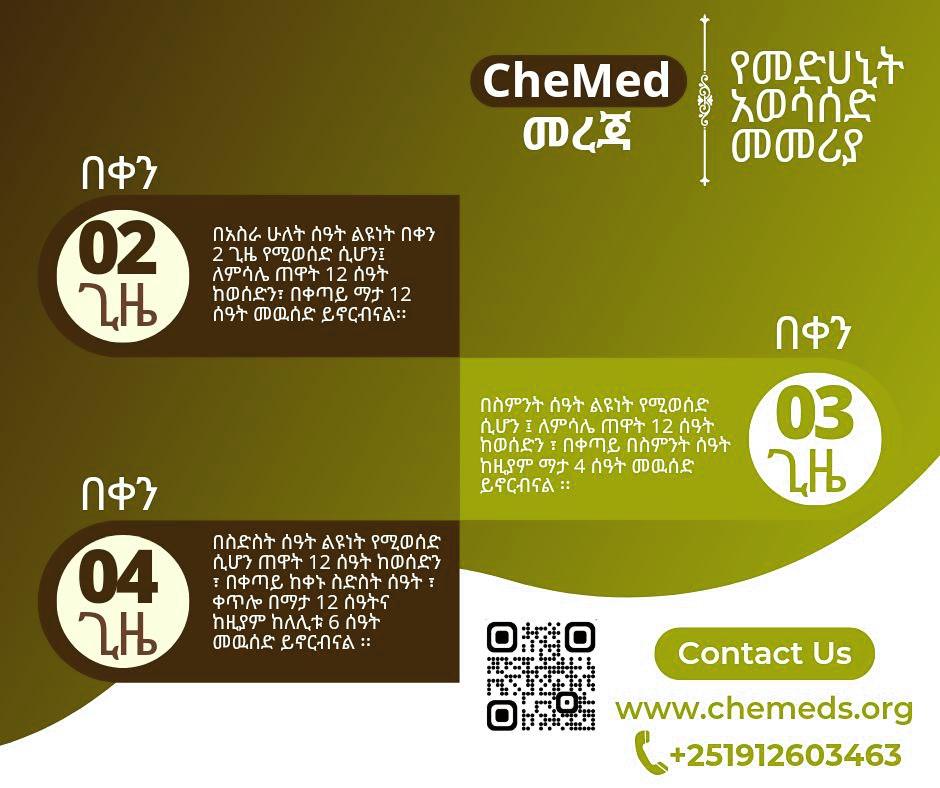 CheMed
መረጃ
የመድሀኒት
አወሳሰድ
መመሪያ
በቀን
02
ጊዜ
በአስራ ሁለት ሰዓት ልዩነት በቀን
2 ጊዜ የሚወሰድ ሲሆን፤
ለምሳሌ ጠዋት 12 ሰዓት
ከወሰድን፣ በቀጣይ ማታ 12
ሰዓት መዉሰድ ይኖርብናል።
በቀን
03
ጊዜ
በስምንት ሰዓት ልዩነት የሚወሰድ
ሲሆን ፤ ለምሳሌ ጠዋት 12 ሰዓት
ከወሰድን ፣ በቀጣይ በስምንት ሰዓት
ከዚያም ማታ 4 ሰዓት መዉሰድ
ይኖርብናል ።
በቀን
04
ጊዜ
በስድስት ሰዓት ልዩነት የሚወሰድ
ሲሆን ጠዋት 12 ሰዓት ከወሰድን
፣ በቀጣይ ከቀኑ ስድስት ሰዓት ፣
ቀጥሎ በማታ 12 ሰዓትና
ከዚያም ከለሊቱ 6 ሰዓት
መዉሰድ ይኖርብናል ።
Contact Us
www.chemeds.org
+251912603463